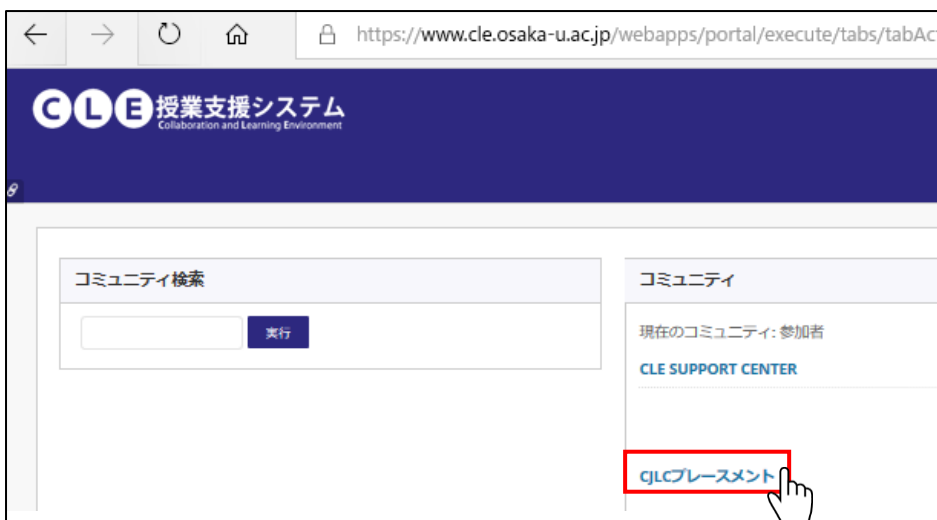 https://www.cle.osaka-u.ac.jp/webapps/portal/execute/tabs/tabAc
CLE授業支援システム
Collaboration and Learning Environment
コミュニティ検索
実行
コミュニティ
現在のコミュニティ: 参加者
CLE SUPPORT CENTER
CJLCプレースメント